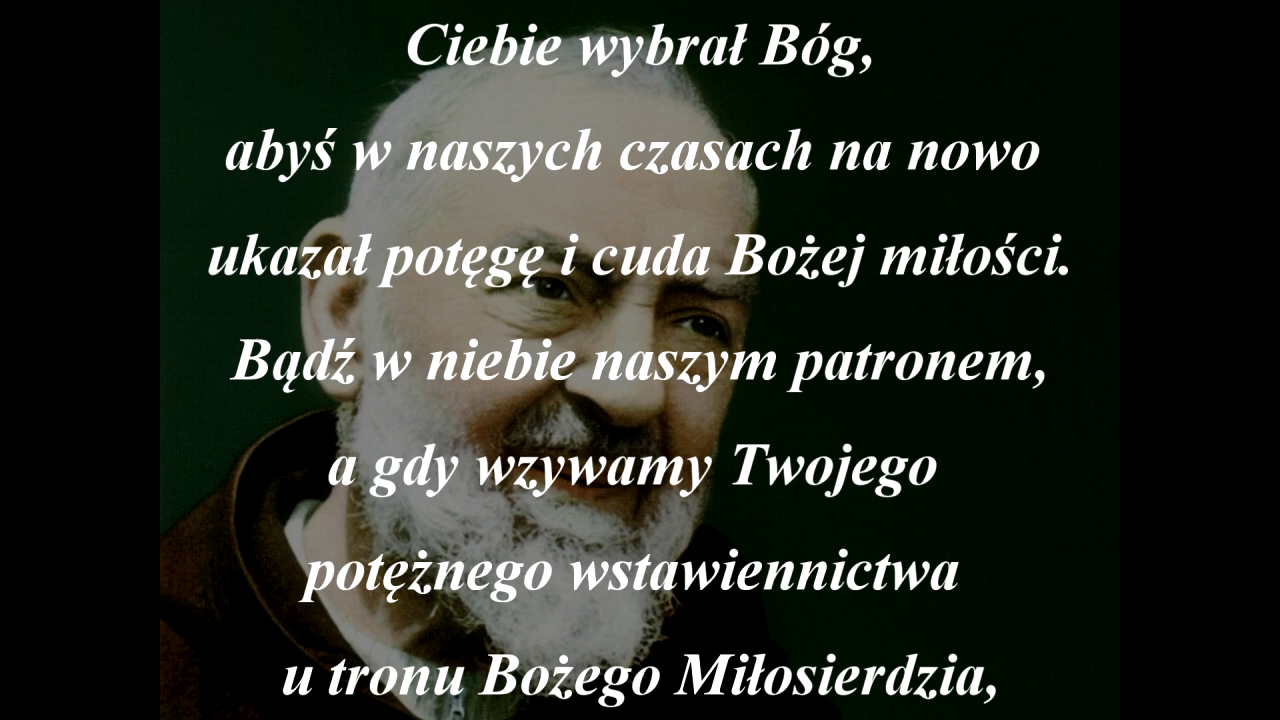 Ciebie wybrał Bóg,
abyś w naszych czasach na nowo
ukazał potęgę i cuda Bożej miłości.
Bądź w niebie naszym patronem,
a gdy wzywamy Twojego
potężnego wstawiennictwa
u tronu Bożego Miłosierdzia,